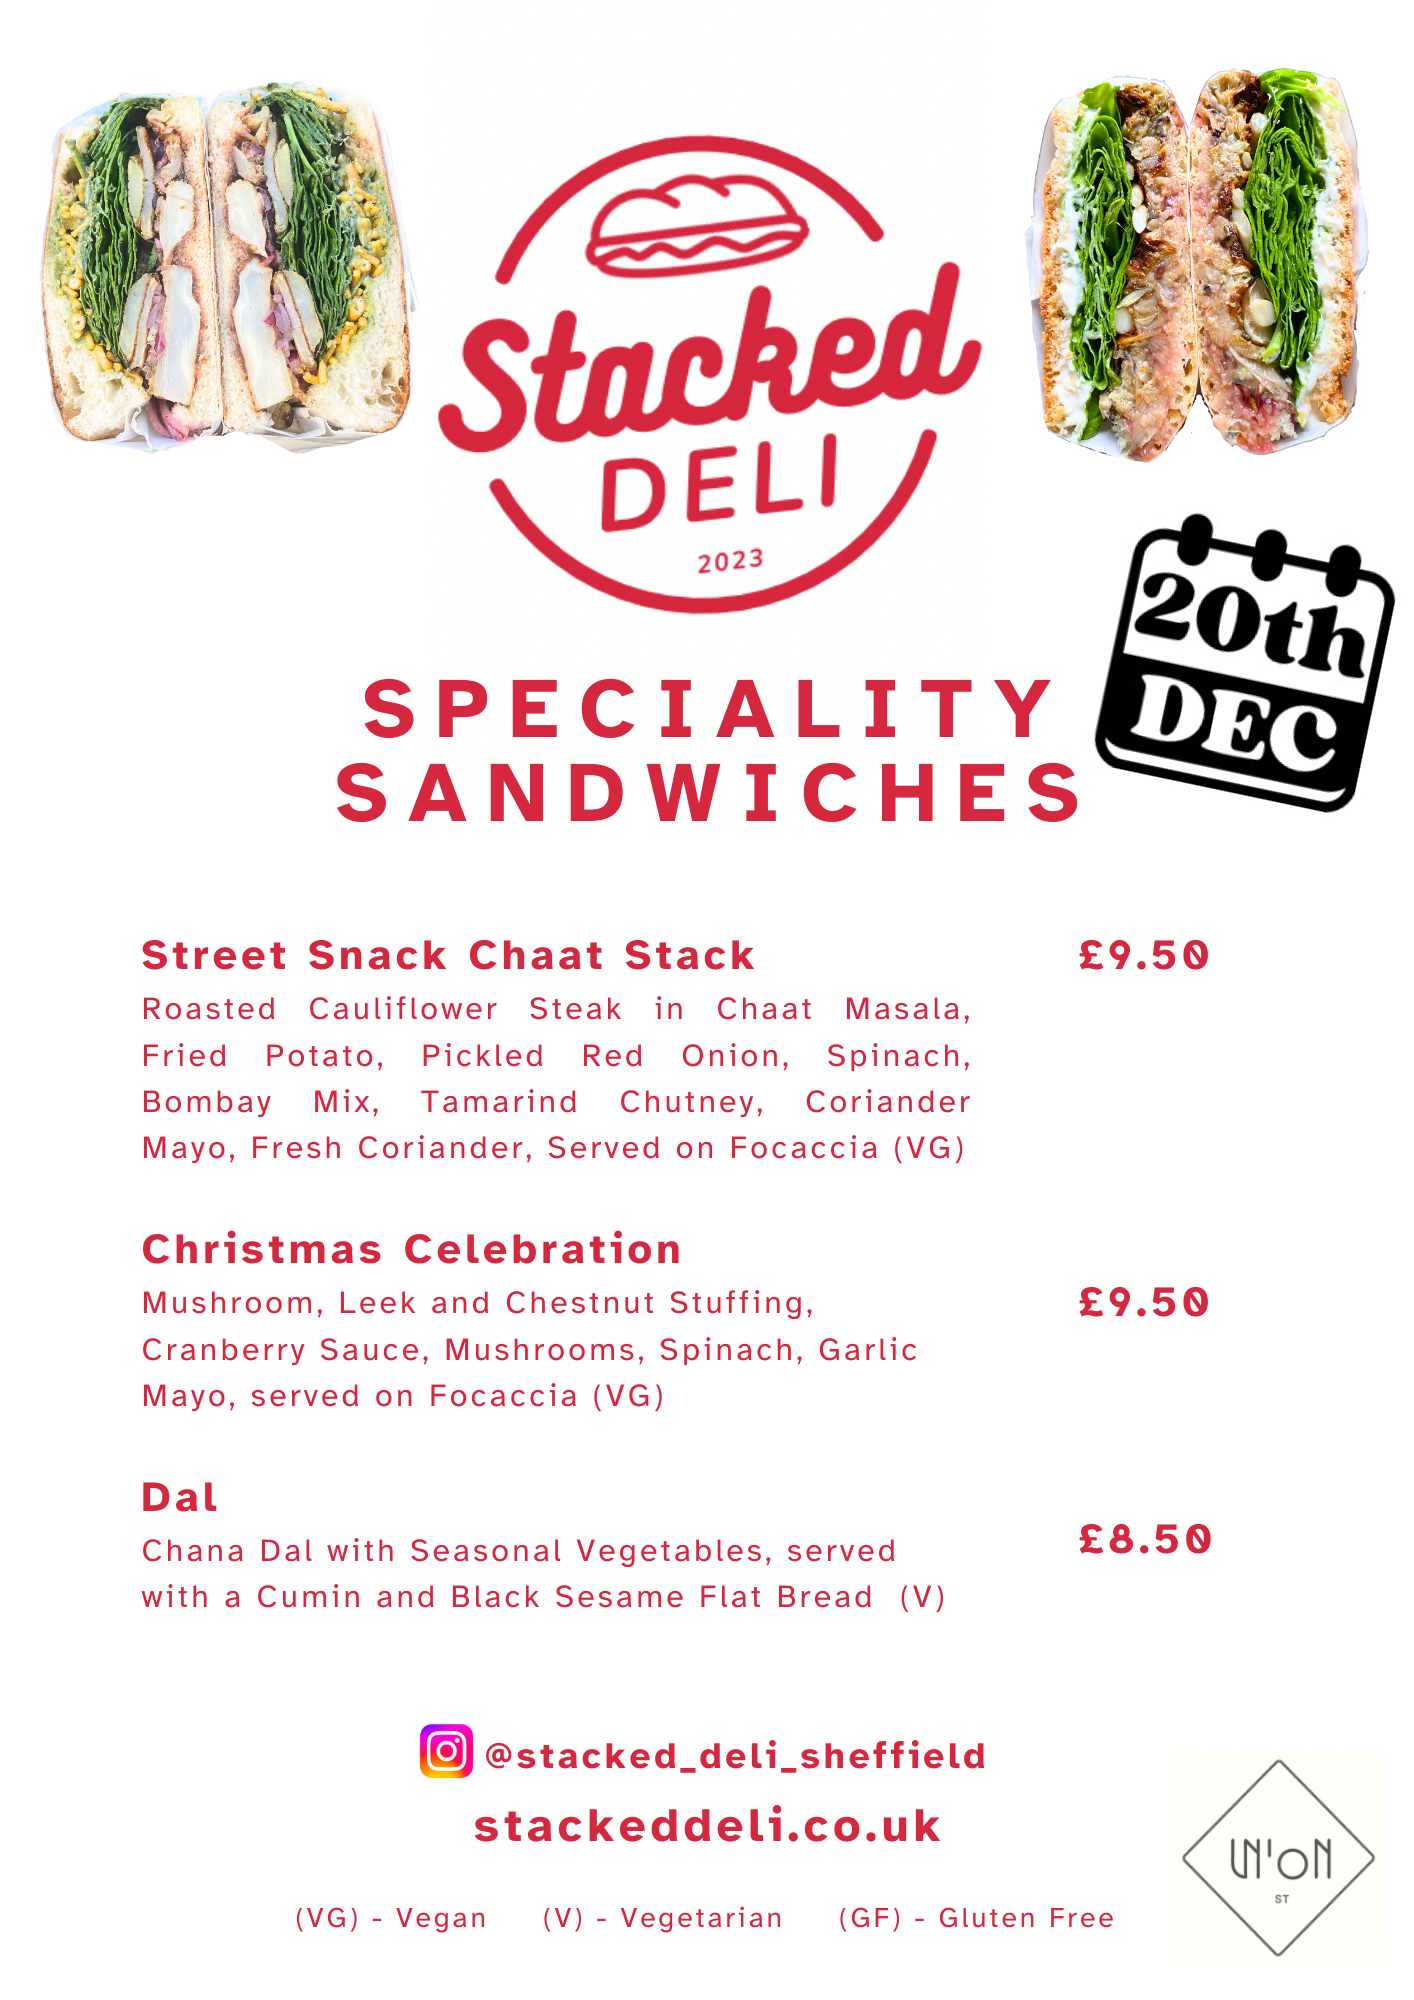 Stacked
DELI
2023
20th
DEC
SPECIALITY
SANDWICHES
Street Snack Chaat Stack £9.50
Roasted Cauliflower Steak in Chaat Masala,
Fried Potato, Pickled Red Onion, Spinach,
Bombay Mix, Tamarind Chutney, Coriander
Mayo, Fresh Coriander, Served on Focaccia (VG)
Christmas Celebration
Mushroom, Leek and Chestnut Stuffing, £9.50
Cranberry Sauce, Mushrooms, Spinach, Garlic
Mayo, served on Focaccia (VG)
Dal
Chana Dal with Seasonal Vegetables, served £8.50
with a Cumin and Black Sesame Flat Bread (V)
@stacked_deli_sheffield
stackeddeli.co.uk
UNION
ST
(VG) - Vegan (V) - Vegetarian (GF) - Gluten Free